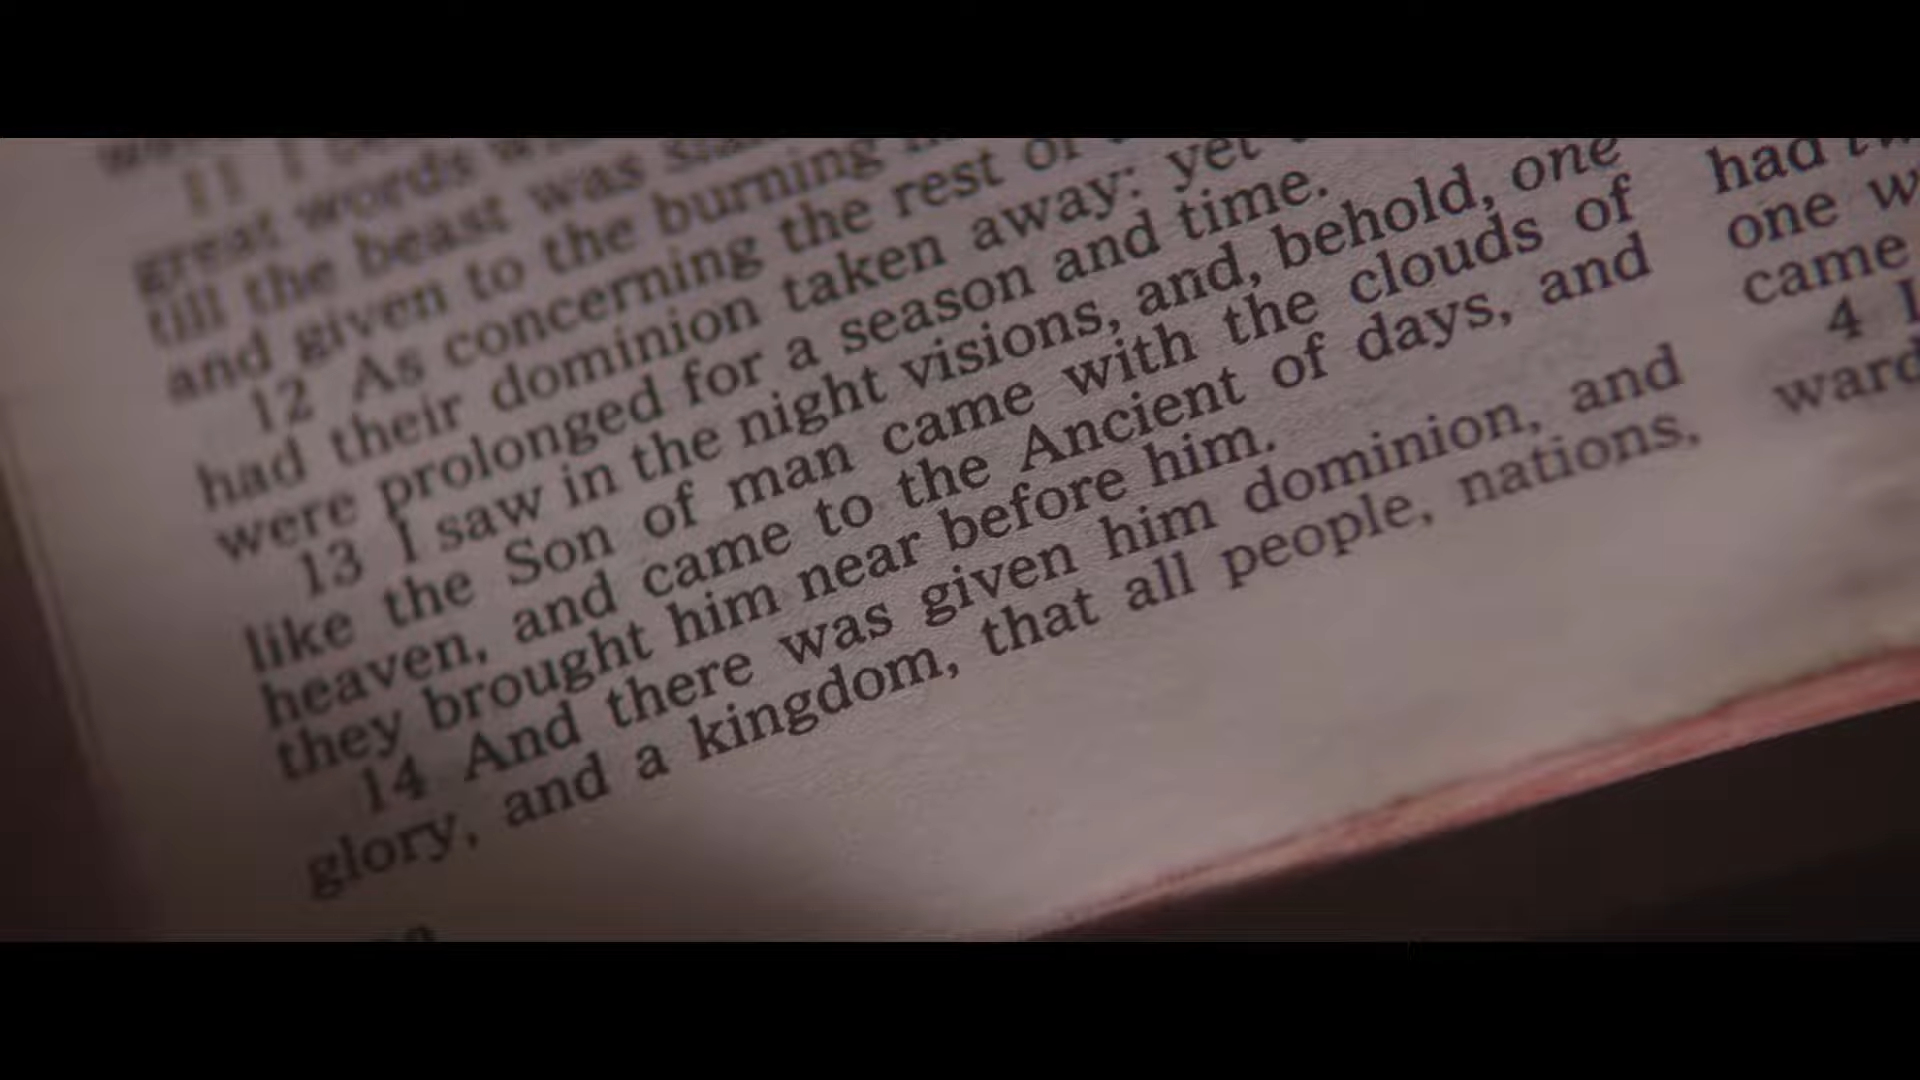 11 I
great words
till the beast was
and given to the burning
12 As concerning the rest of
had their dominion taken away: yet
were prolonged for a season and time.
13 I saw in the night visions, and, behold, one
like the Son of man came with the clouds of
heaven, and came to the Ancient of days, and
they brought him near before him.
14 And there was given him dominion, and
glory, and a kingdom, that all people, nations,
had
one
came
4
ward